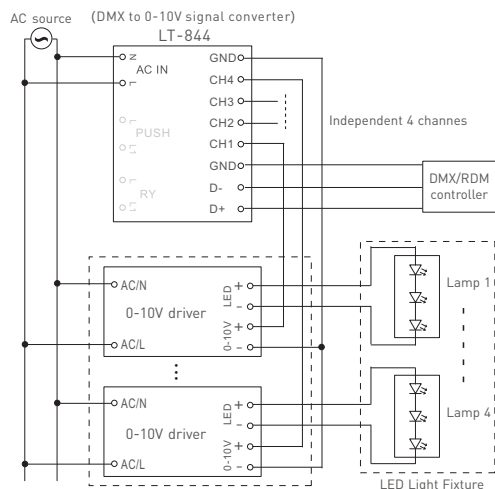 AC source
(DMX to 0-10V signal converter)
LT-844
N
AC IN
L
GND
CH4
CH3
CH2
CH1
GND
D-
D+
L
PUSH
L1
L
RY
L1
Independent 4 channes
DMX/RDM
controller
AC/N
0-10V driver
AC/L
LED
+
−
0-10V
+
−
AC/N
0-10V driver
AC/L
LED
+
−
0-10V
+
−
Lamp 1
Lamp 4
LED Light Fixture